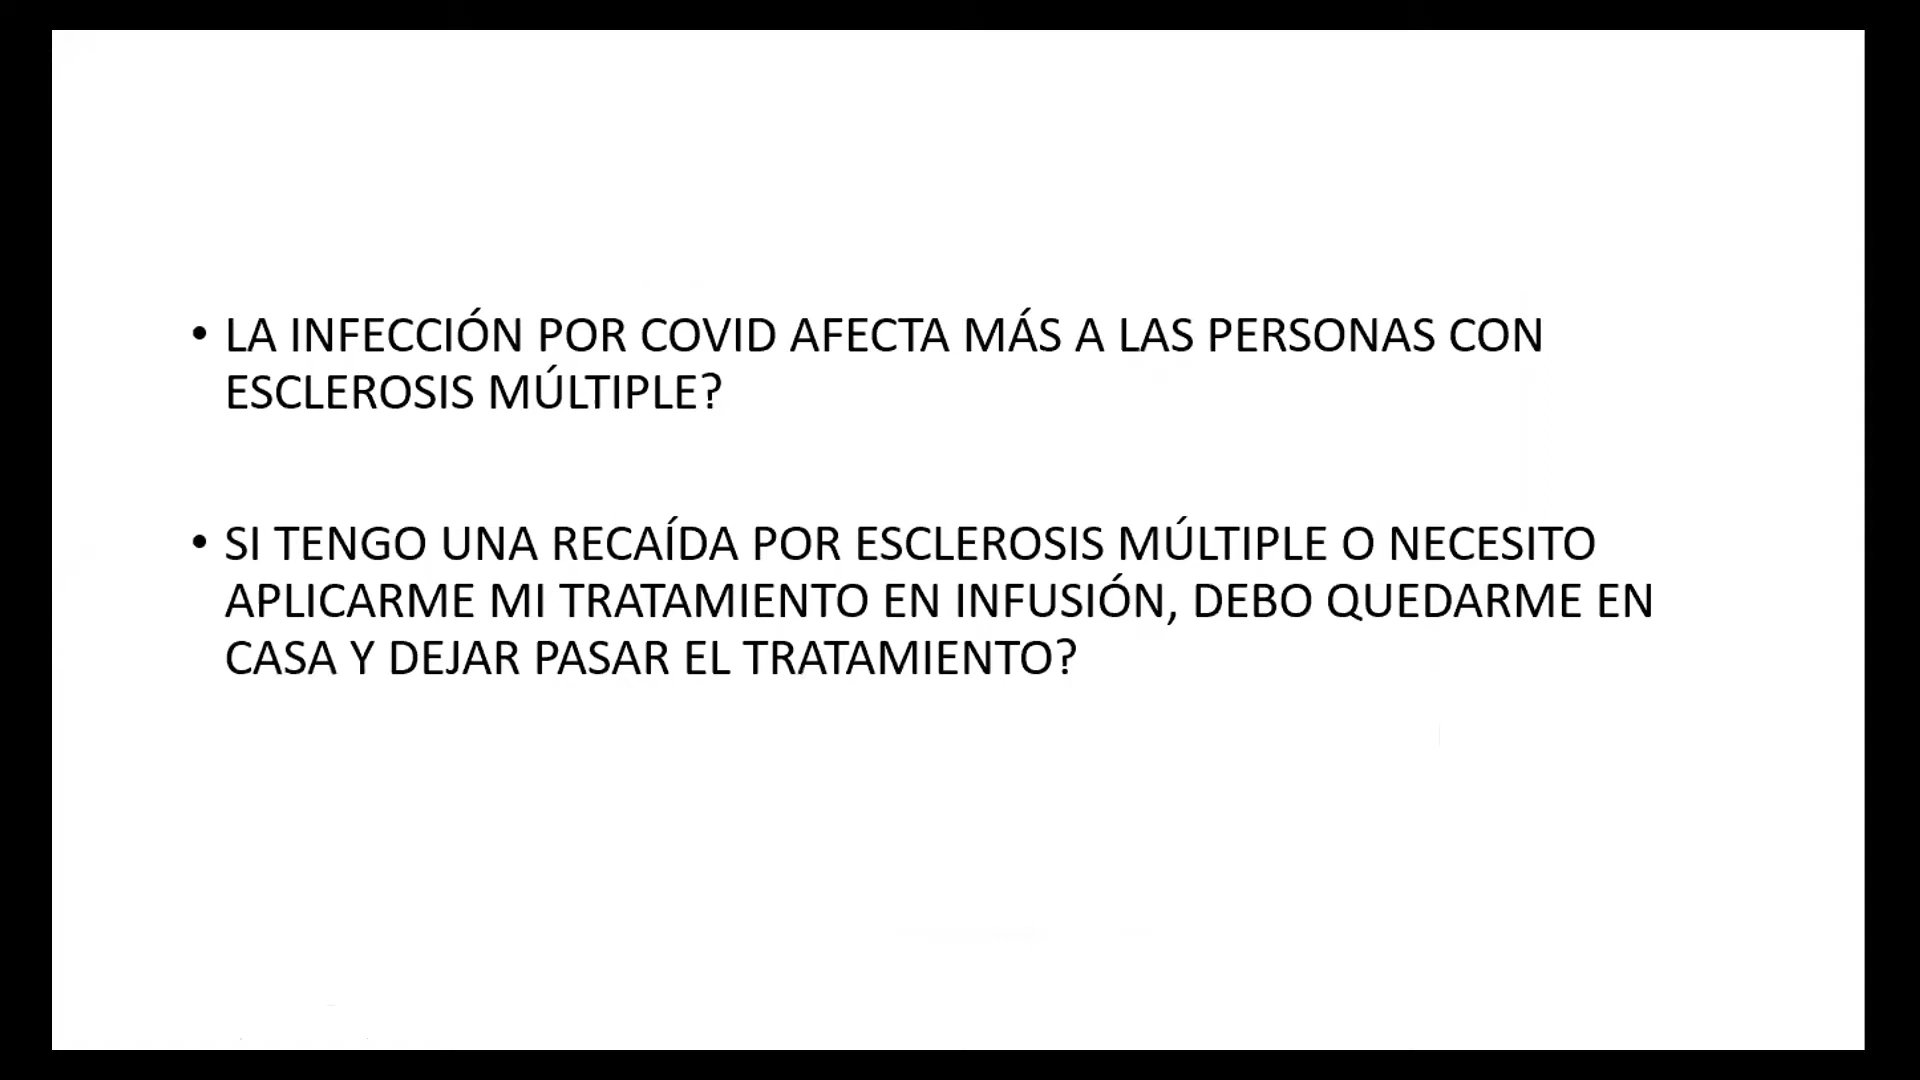 • LA INFECCIÓN POR COVID AFECTA MÁS A LAS PERSONAS CON
ESCLEROSIS MÚLTIPLE?
• SI TENGO UNA RECAÍDA POR ESCLEROSIS MÚLTIPLE O NECESITO
APLICARME MI TRATAMIENTO EN INFUSIÓN, DEBO QUEDARME EN
CASA Y DEJAR PASAR EL TRATAMIENTO?